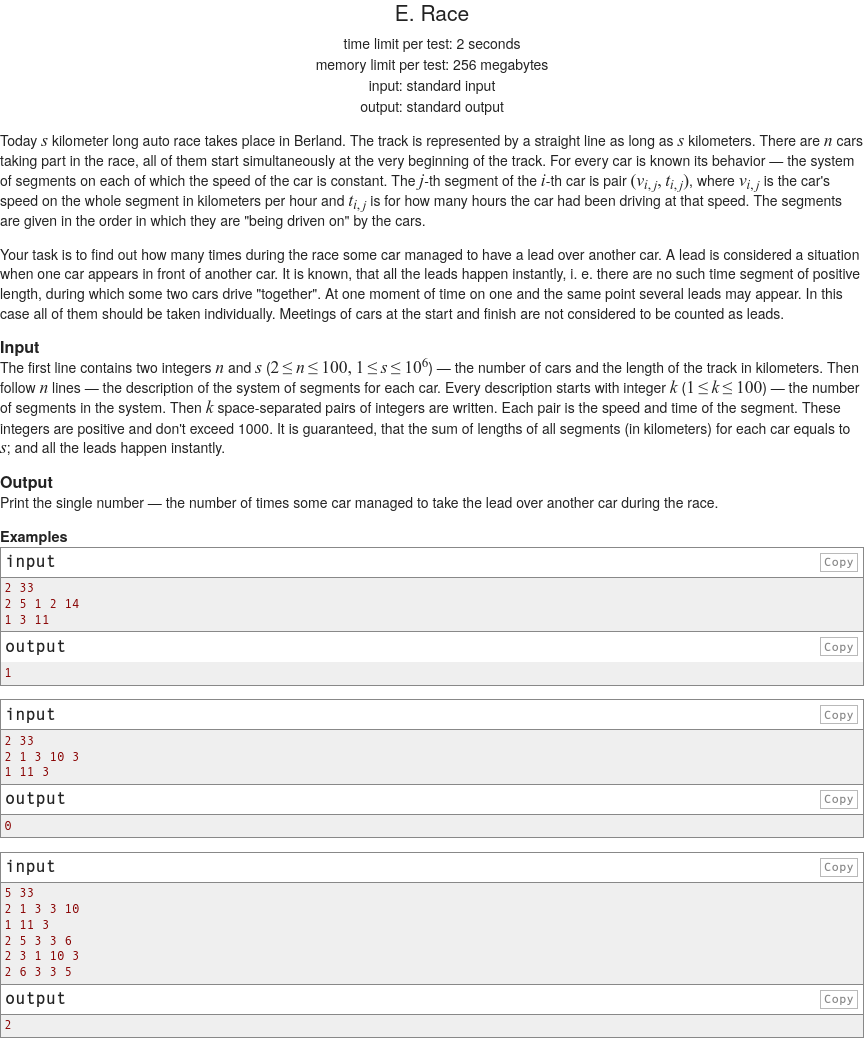 E. Race
time limit per test: 2 seconds
memory limit per test: 256 megabytes
input: standard input
output: standard output
Today s kilometer long auto race takes place in Berland. The track is represented by a straight line as long as s kilometers. There are n cars
taking part in the race, all of them start simultaneously at the very beginning of the track. For every car is known its behavior — the system
of segments on each of which the speed of the car is constant. The j-th segment of the i-th car is pair (v_{i,j}, t_{i,j}), where v_{i,j} is the car's
speed on the whole segment in kilometers per hour and t_{i,j} is for how many hours the car had been driving at that speed. The segments
are given in the order in which they are "being driven on" by the cars.
Your task is to find out how many times during the race some car managed to have a lead over another car. A lead is considered a situation
when one car appears in front of another car. It is known, that all the leads happen instantly, i. e. there are no such time segment of positive
length, during which some two cars drive "together". At one moment of time on one and the same point several leads may appear. In this
case all of them should be taken individually. Meetings of cars at the start and finish are not considered to be counted as leads.
Input
The first line contains two integers n and s (2 ≤ n ≤ 100, 1 ≤ s ≤ 10^6) — the number of cars and the length of the track in kilometers. Then
follow n lines — the description of the system of segments for each car. Every description starts with integer k (1 ≤ k ≤ 100) — the number
of segments in the system. Then k space-separated pairs of integers are written. Each pair is the speed and time of the segment. These
integers are positive and don't exceed 1000. It is guaranteed, that the sum of lengths of all segments (in kilometers) for each car equals to
s; and all the leads happen instantly.
Output
Print the single number — the number of times some car managed to take the lead over another car during the race.
Examples
input Copy
2 33
2 5 1 2 14
1 3 11
output Copy
1
input Copy
2 33
2 1 3 10 3
1 11 3
output Copy
0
input Copy
5 33
2 1 3 3 10
1 11 3
2 5 3 3 6
2 3 1 10 3
2 6 3 3 5
output Copy
2